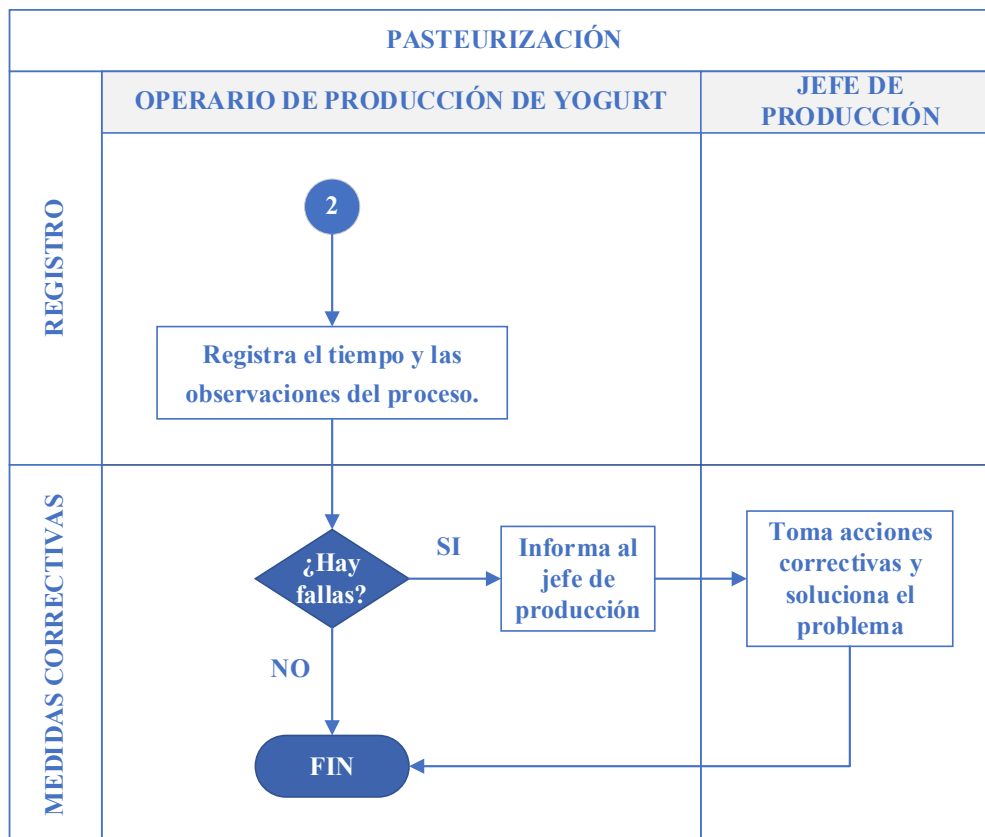 PASTEURIZACIÓN
OPERARIO DE PRODUCCIÓN DE YOGURT
JEFE DE
PRODUCCIÓN
REGISTRO
2
Registra el tiempo y las
observaciones del proceso.
MEDIDAS CORRECTIVAS
¿Hay
fallas?
SI
Informa al
jefe de
producción
Toma acciones
correctivas y
soluciona el
problema
NO
FIN